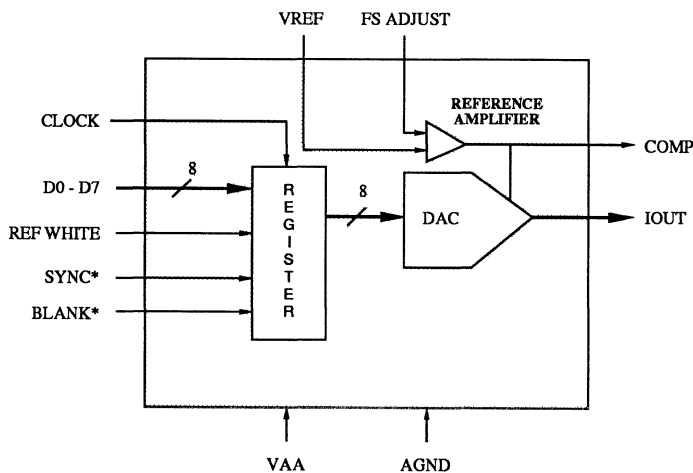 VREF
FS ADJUST
REFERENCE
AMPLIFIER
CLOCK
COMP
D0 - D7
8
REGISTER
8
DAC
IOUT
REF WHITE
SYNC*
BLANK*
VAA
AGND